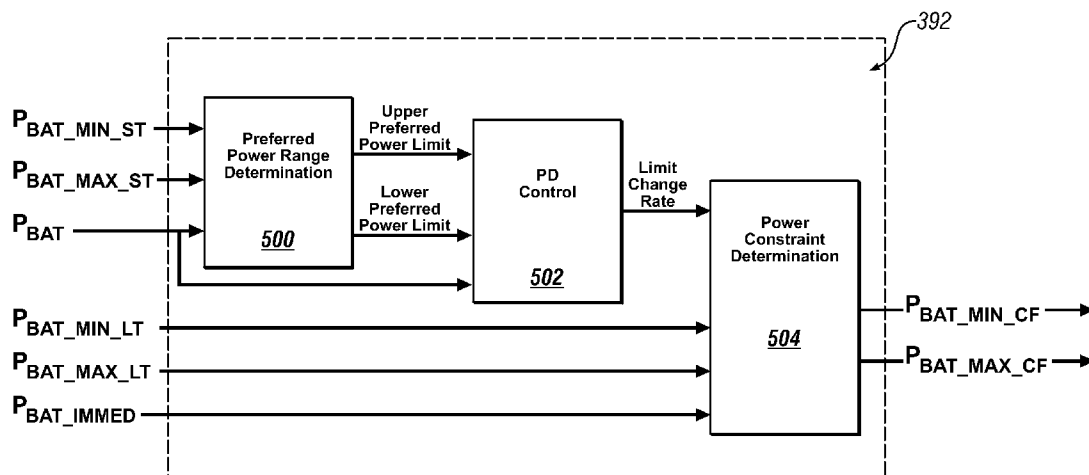 392
P_BAT_MIN_ST
P_BAT_MAX_ST
P_BAT
Preferred
Power Range
Determination
500
Upper
Preferred
Power Limit
Lower
Preferred
Power Limit
PD
Control
502
Limit
Change
Rate
Power
Constraint
Determination
504
P_BAT_MIN_LT
P_BAT_MAX_LT
P_BAT_IMMED
P_BAT_MIN_CF
P_BAT_MAX_CF